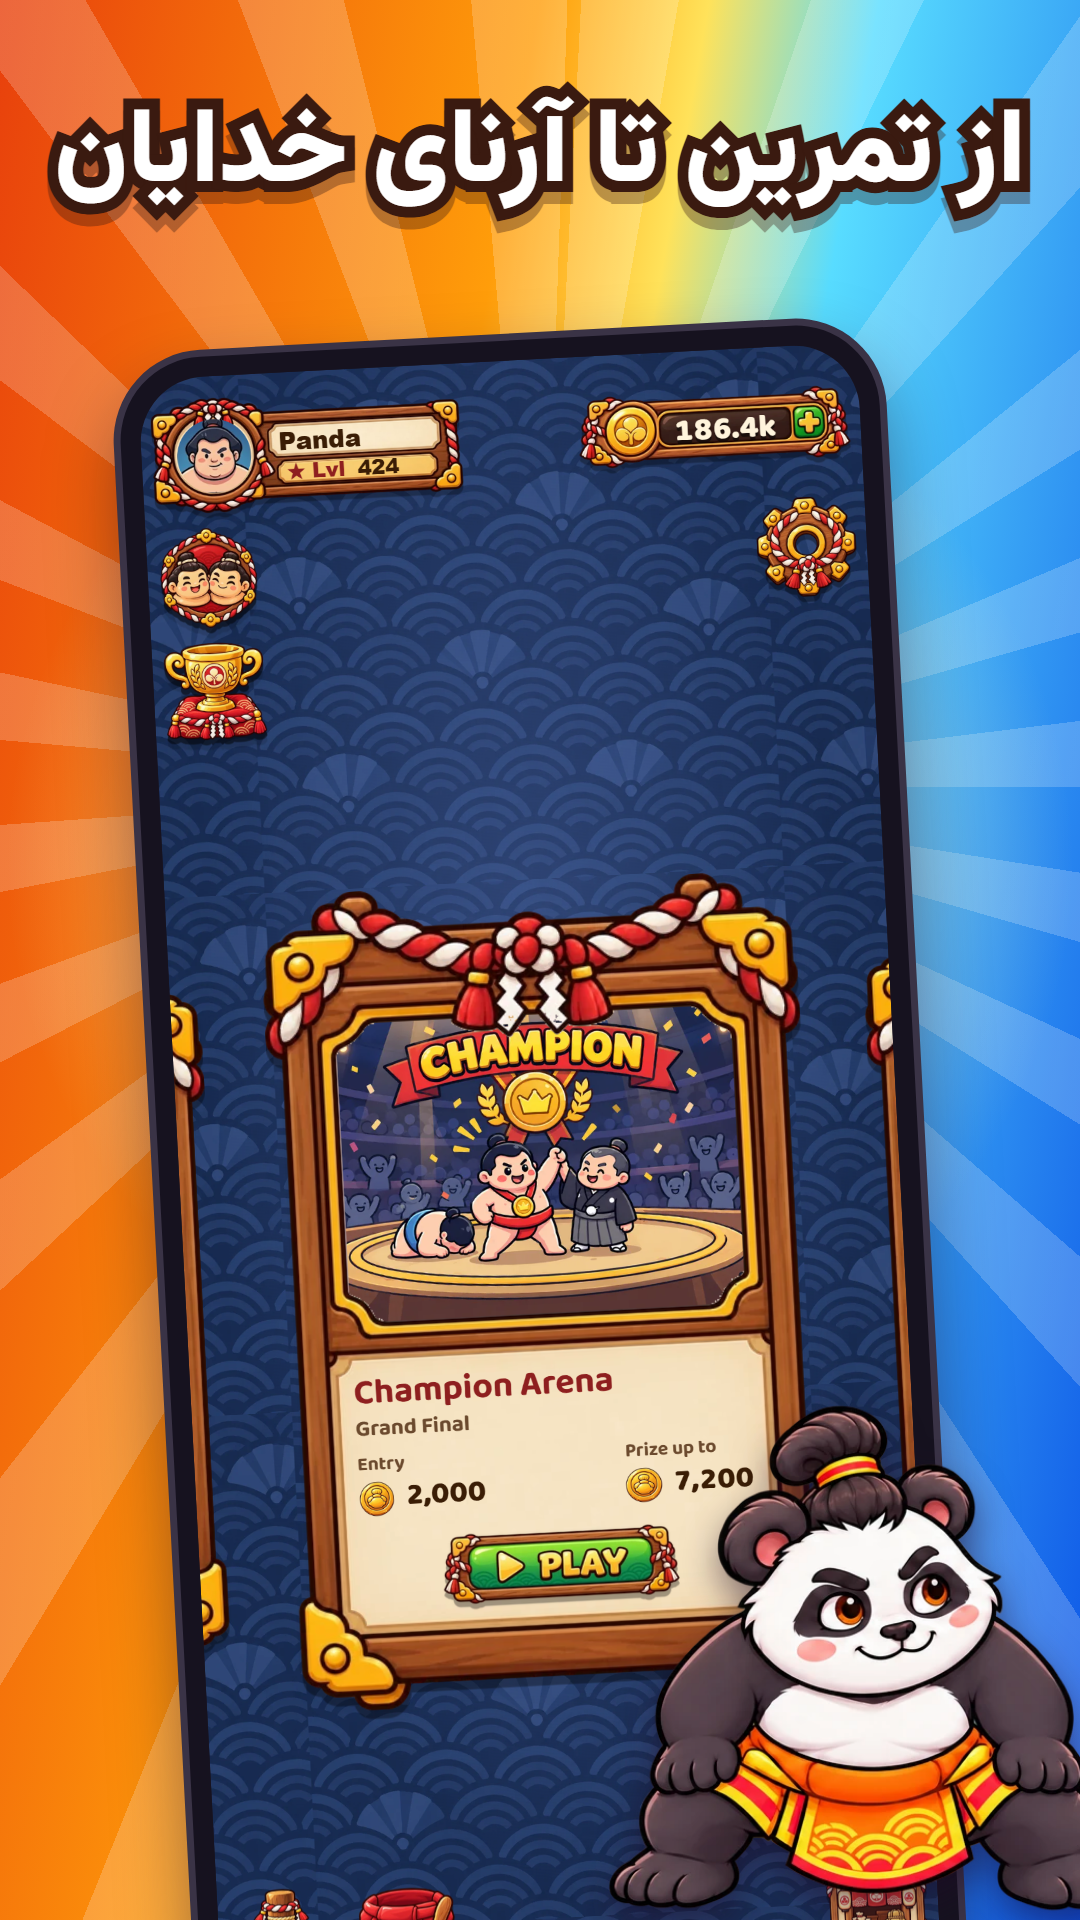 از تمرین تا آرنای خدایان
Panda
186.4k
★ Lvl 424
CHAMPION
Champion Arena
Grand Final
Entry
Prize up to
2,000
7,200
PLAY